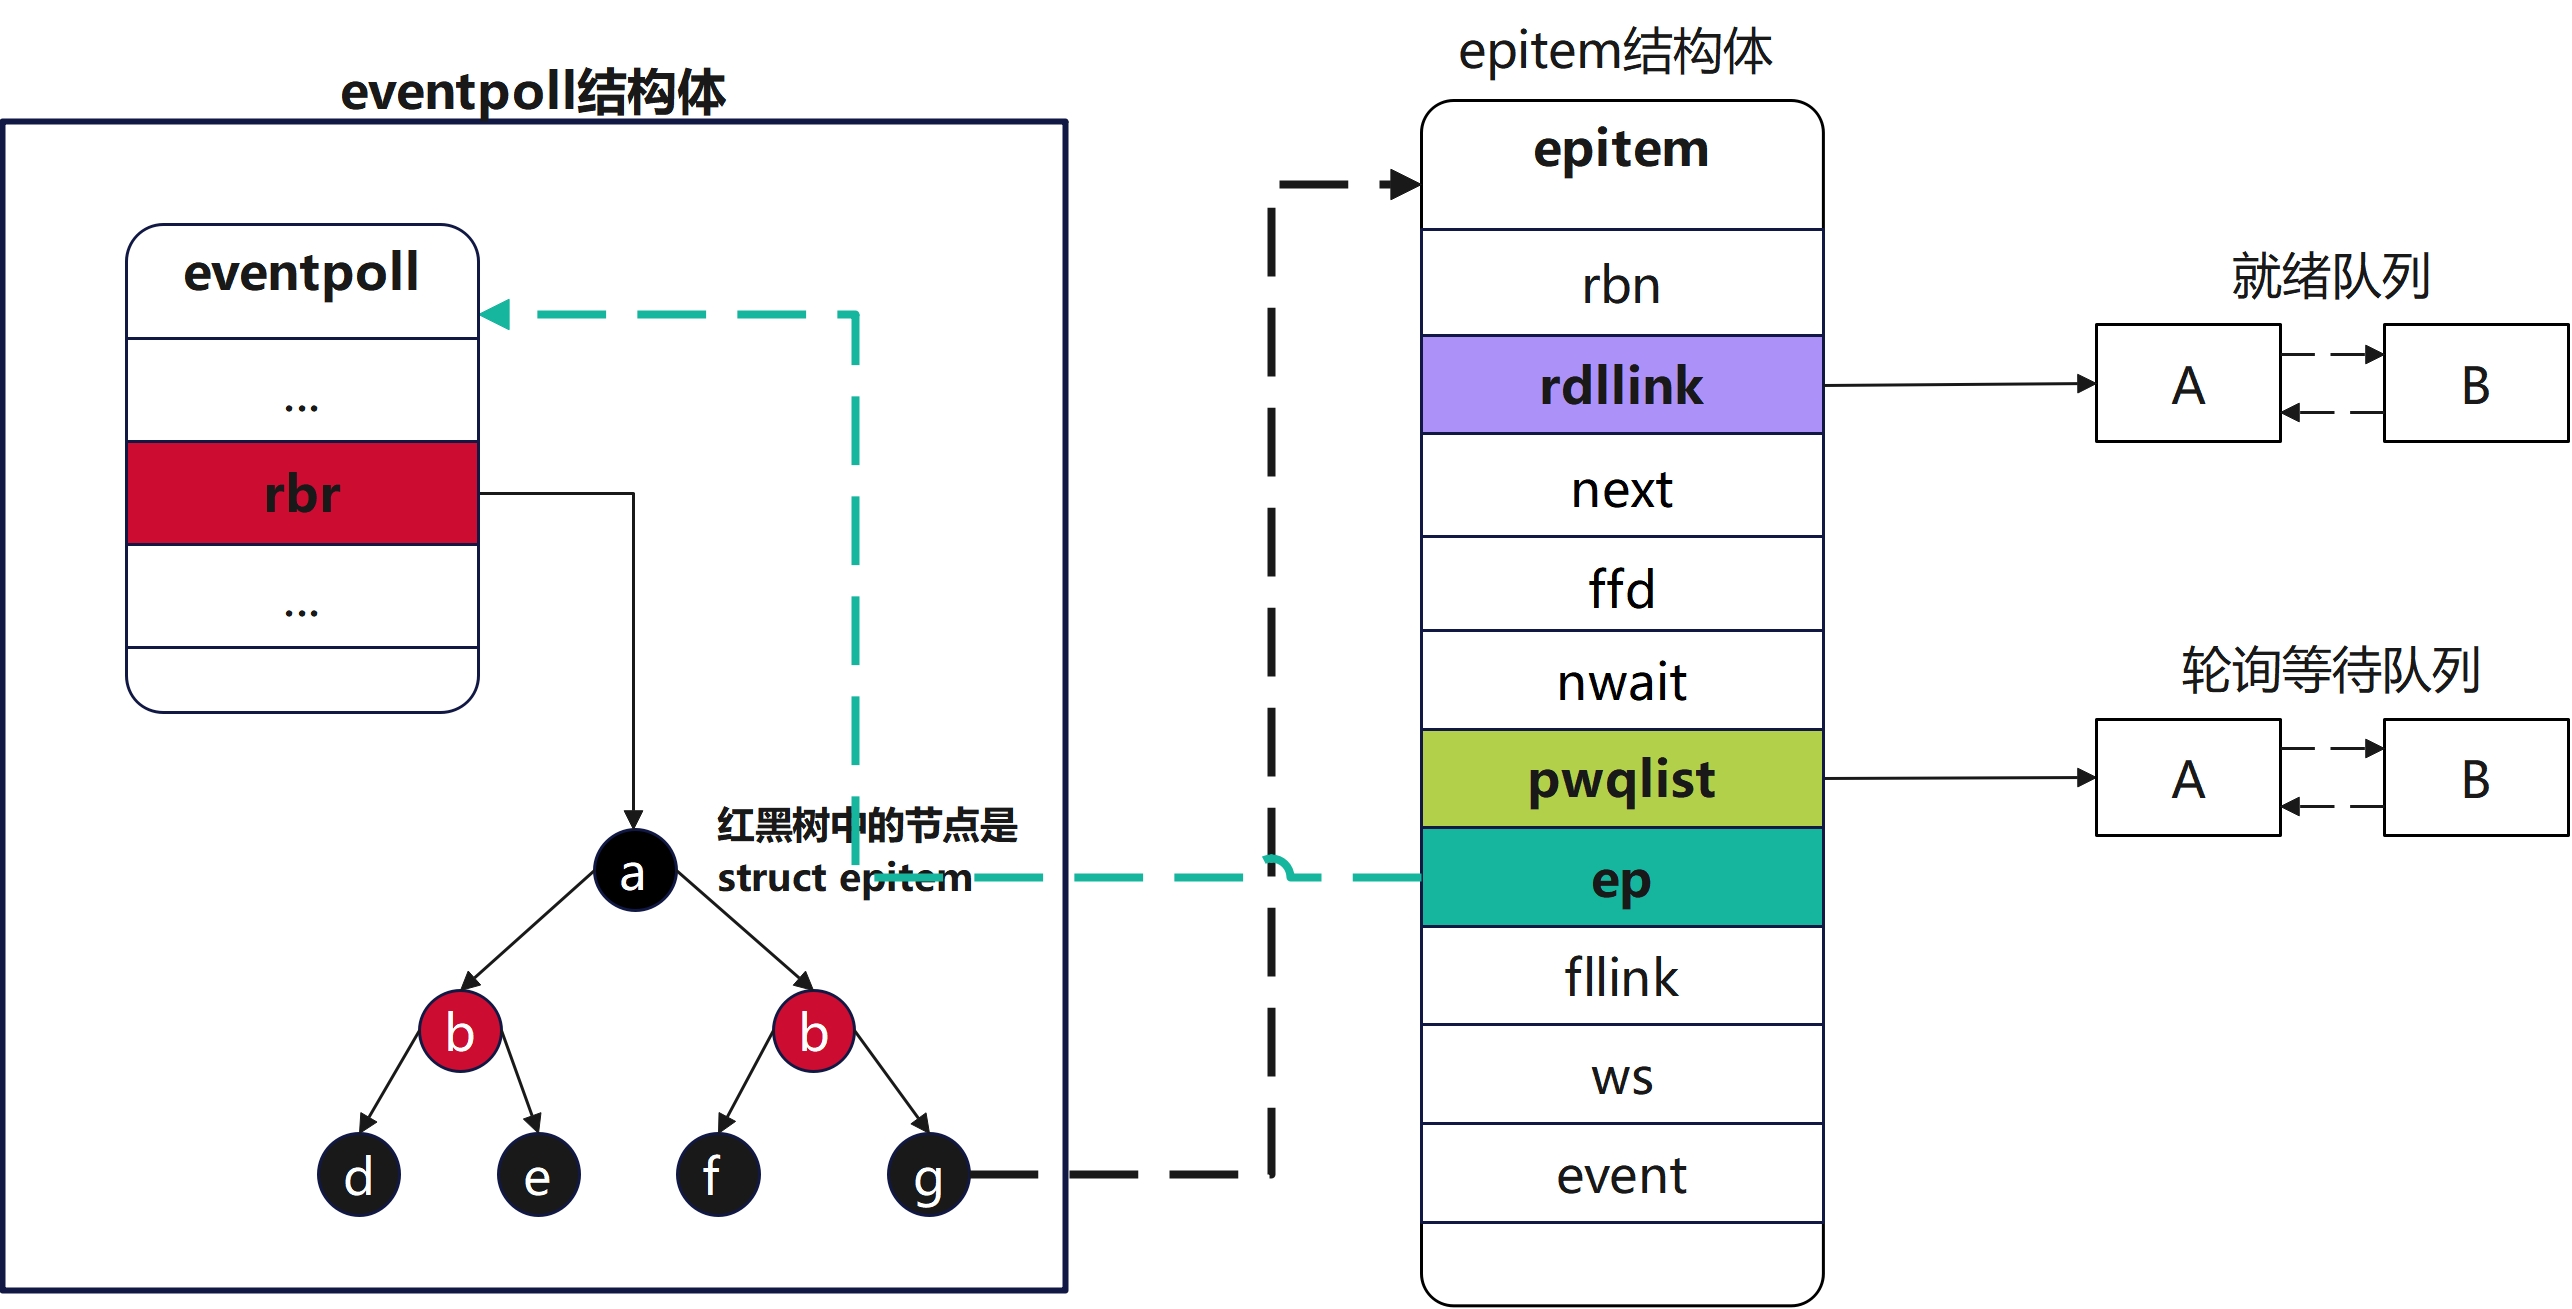 eventpoll结构体
eventpoll
...
rbr
...
a
红黑树中的节点是
struct epitem
b
b
d
e
f
g
epitem结构体
epitem
rbn
rdllink
next
ffd
nwait
pwqlist
ep
fllink
ws
event
就绪队列
A
B
轮询等待队列
A
B